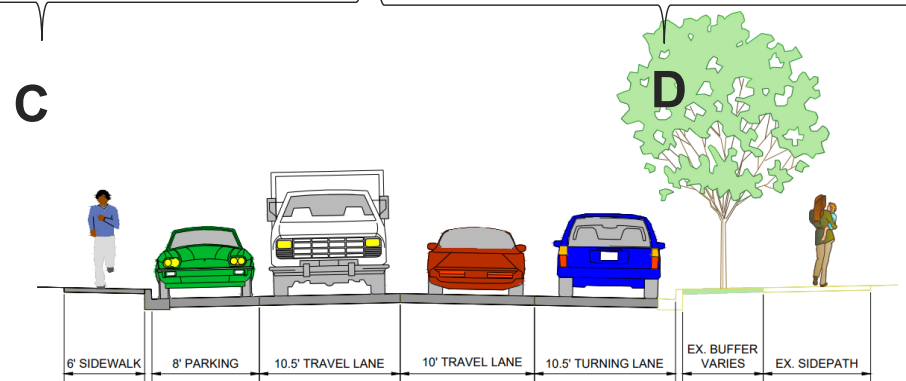 C
D
6' SIDEWALK
8' PARKING
10.5' TRAVEL LANE
10' TRAVEL LANE
10.5' TURNING LANE
EX. BUFFER
VARIES
EX. SIDEPATH